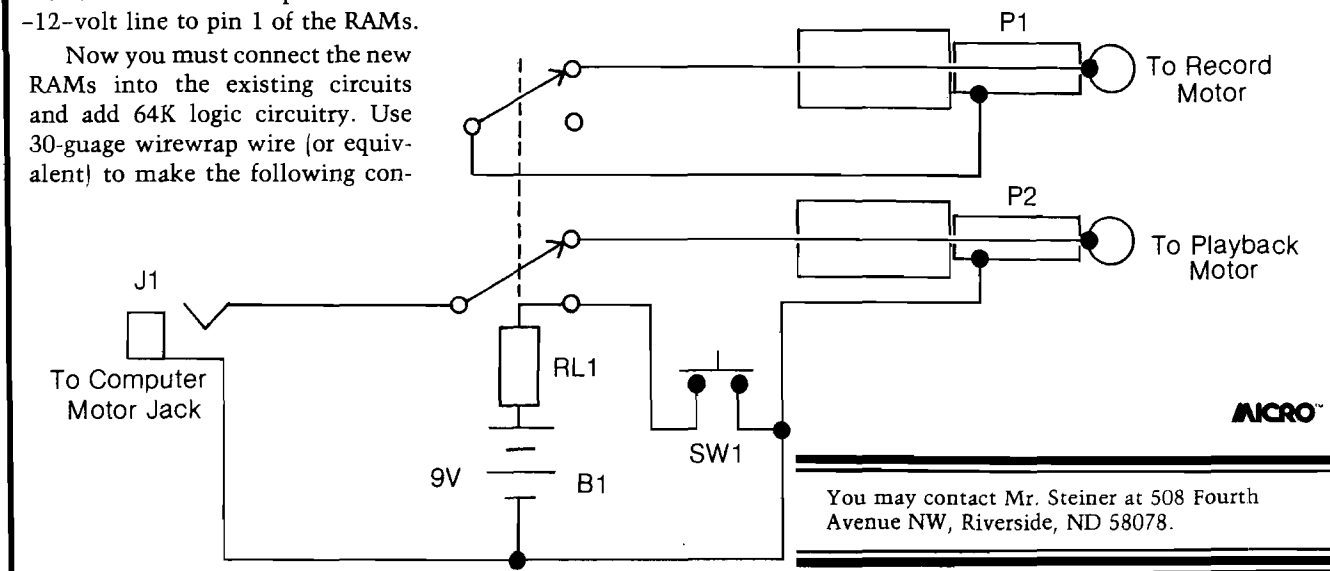 -12-volt line to pin 1 of the RAMs.
Now you must connect the new
RAMs into the existing circuits
and add 64K logic circuitry. Use
30-guage wirewrap wire (or equiv-
alent) to make the following con-
P1
To Record
Motor
P2
To Playback
Motor
J1
To Computer
Motor Jack
RL1
9V
B1
SW1
MICRO™
You may contact Mr. Steiner at 508 Fourth
Avenue NW, Riverside, ND 58078.